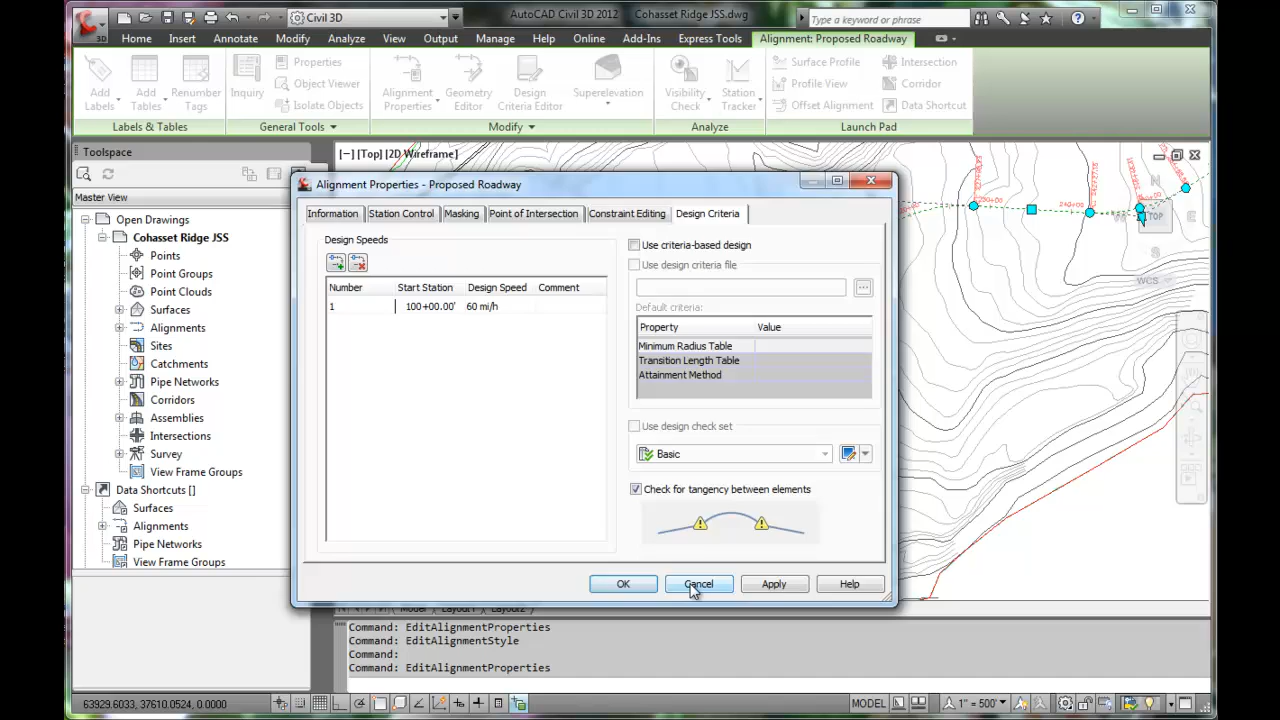 Civil 3D
AutoCAD Civil 3D 2012 Cohasset Ridge JSS.dwg
Type a keyword or phrase
3D
Home Insert Annotate Modify Analyze View Output Manage Help Online Add-Ins Express Tools Alignment: Proposed Roadway
Add Labels
Add Tables
Renumber Tags
Inquiry
Properties
Object Viewer
Isolate Objects
Alignment Properties
Geometry Editor
Design Criteria Editor
Superelevation
Visibility Check
Station Tracker
Surface Profile
Profile View
Offset Alignment
Intersection
Corridor
Data Shortcut
Labels & Tables General Tools Modify Analyze Launch Pad
Toolspace
Master View
Open Drawings
Cohasset Ridge JSS
Points
Point Groups
Point Clouds
Surfaces
Alignments
Sites
Catchments
Pipe Networks
Corridors
Assemblies
Intersections
Survey
View Frame Groups
Data Shortcuts []
Surfaces
Alignments
Pipe Networks
View Frame Groups
[−] [Top] [2D Wireframe]
N
TOP
E
S
WCS
Alignment Properties - Proposed Roadway
Information Station Control Masking Point of Intersection Constraint Editing Design Criteria
Design Speeds
Number Start Station Design Speed Comment
1 100+00.00' 60 mi/h
Use criteria-based design
Use design criteria file
...
Default criteria:
Property Value
Minimum Radius Table
Transition Length Table
Attainment Method
Use design check set
Basic
Check for tangency between elements
OK Cancel Apply Help
Model Layout1 Layout2
Command: EditAlignmentProperties
Command: EditAlignmentStyle
Command:
Command: EditAlignmentProperties
63929.6033, 37610.0524, 0.0000
MODEL
1" = 500'